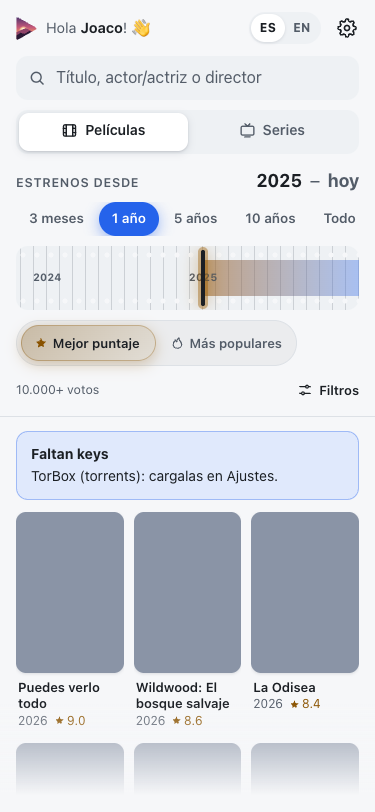 Hola Joaco! 👋
ES EN
Título, actor/actriz o director
Películas Series
ESTRENOS DESDE 2025 – hoy
3 meses 1 año 5 años 10 años Todo
2024 2025
Mejor puntaje Más populares
10.000+ votos Filtros
Faltan keys
TorBox (torrents): cargalas en Ajustes.
Puedes verlo todo
2026 ★ 9.0
Wildwood: El bosque salvaje
2026 ★ 8.6
La Odisea
2026 ★ 8.4